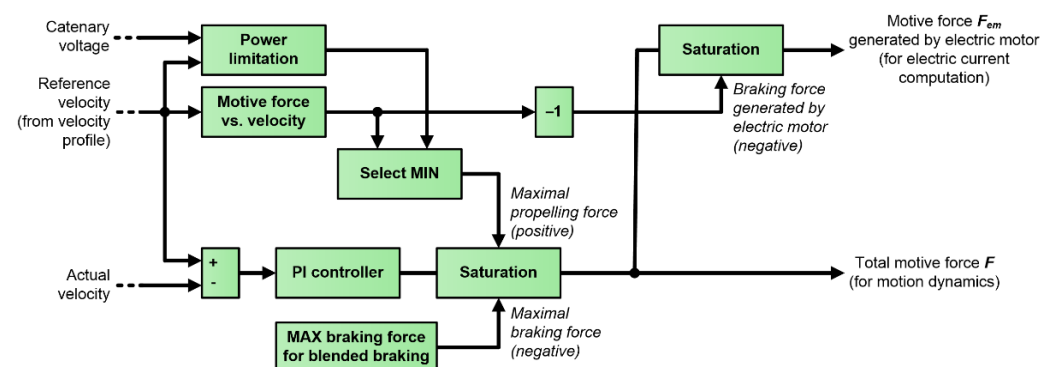 Catenary
voltage
Power
limitation
Saturation
Motive force Fem
generated by electric motor
(for electric current
computation)
Reference
velocity
(from velocity
profile)
Motive force
vs. velocity
–1
Braking force
generated by
electric motor
(negative)
Select MIN
Maximal
propelling force
(positive)
Actual
velocity
+
-
PI controller
Saturation
Total motive force F
(for motion dynamics)
MAX braking force
for blended braking
Maximal
braking force
(negative)